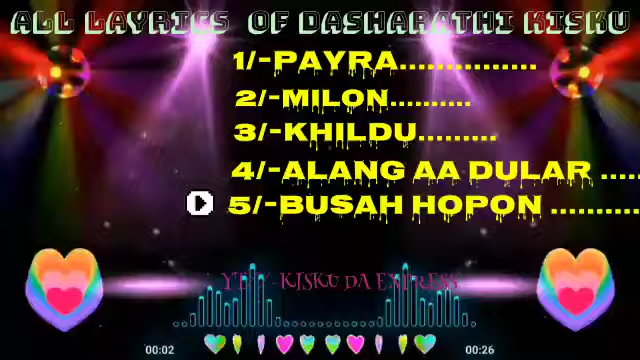 ALL LAYRICS OF DASHARATHI KISKU
1/-PAYRA...............
2/-MILON..........
3/-KHILDU.........
4/-ALANG AA DULAR .....
5/-BUSAH HOPON ..........
KISKU DA EXPRESS
00:02
00:26